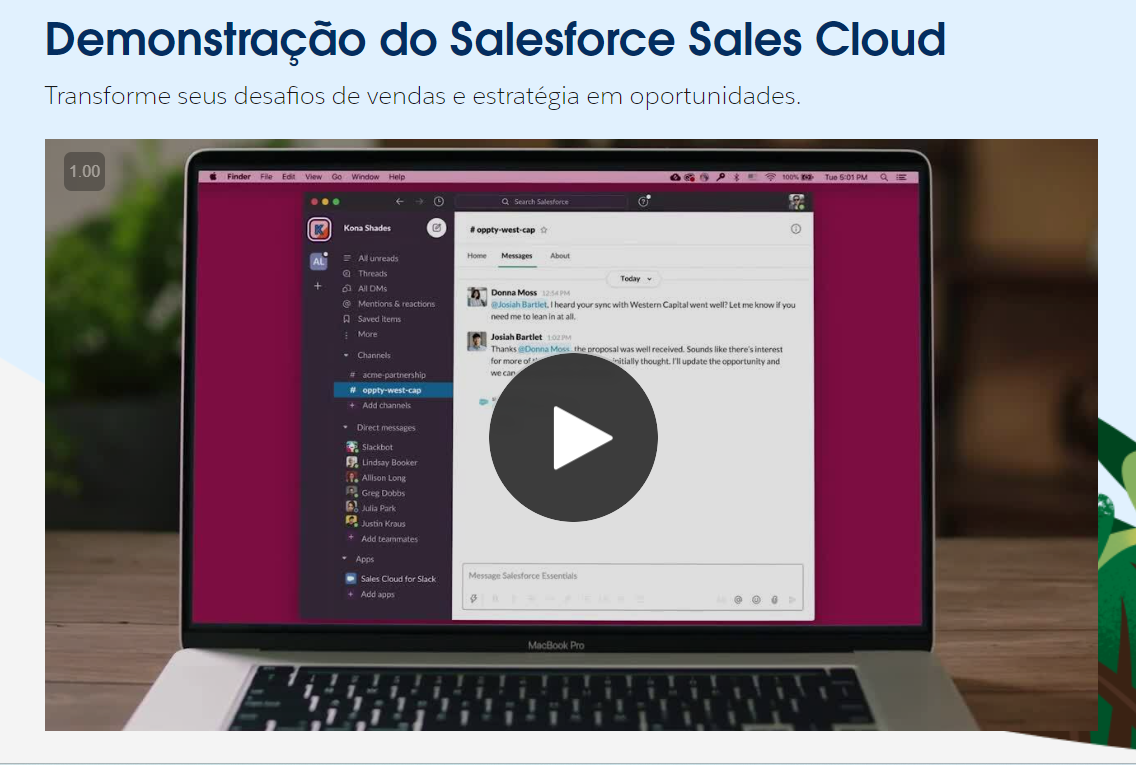 Demonstração do Salesforce Sales Cloud
Transforme seus desafios de vendas e estratégia em oportunidades.
1.00
Finder File Edit View Go Window Help
100% Tue 5:01 PM
Search Salesforce
Kona Shades
# oppty-west-cap
AL
All unreads
Threads
All DMs
Mentions & reactions
Saved items
More
Channels
# acme-partnership
# oppty-west-cap
+ Add channels
Direct messages
Slackbot
Lindsay Booker
Allison Long
Greg Dobbs
Julia Park
Justin Kraus
+ Add teammates
Apps
Sales Cloud for Slack
+ Add apps
Home Messages About
Today
Donna Moss 12:54 PM
@Josiah Bartlet, I heard your sync with Western Capital went well? Let me know if you
need me to lean in at all.
Josiah Bartlet 1:02 PM
Thanks @Donna Moss, the proposal was well received. Sounds like there's interest
for more of initially thought. I'll update the opportunity and
we can
Message Salesforce Essentials
MacBook Pro